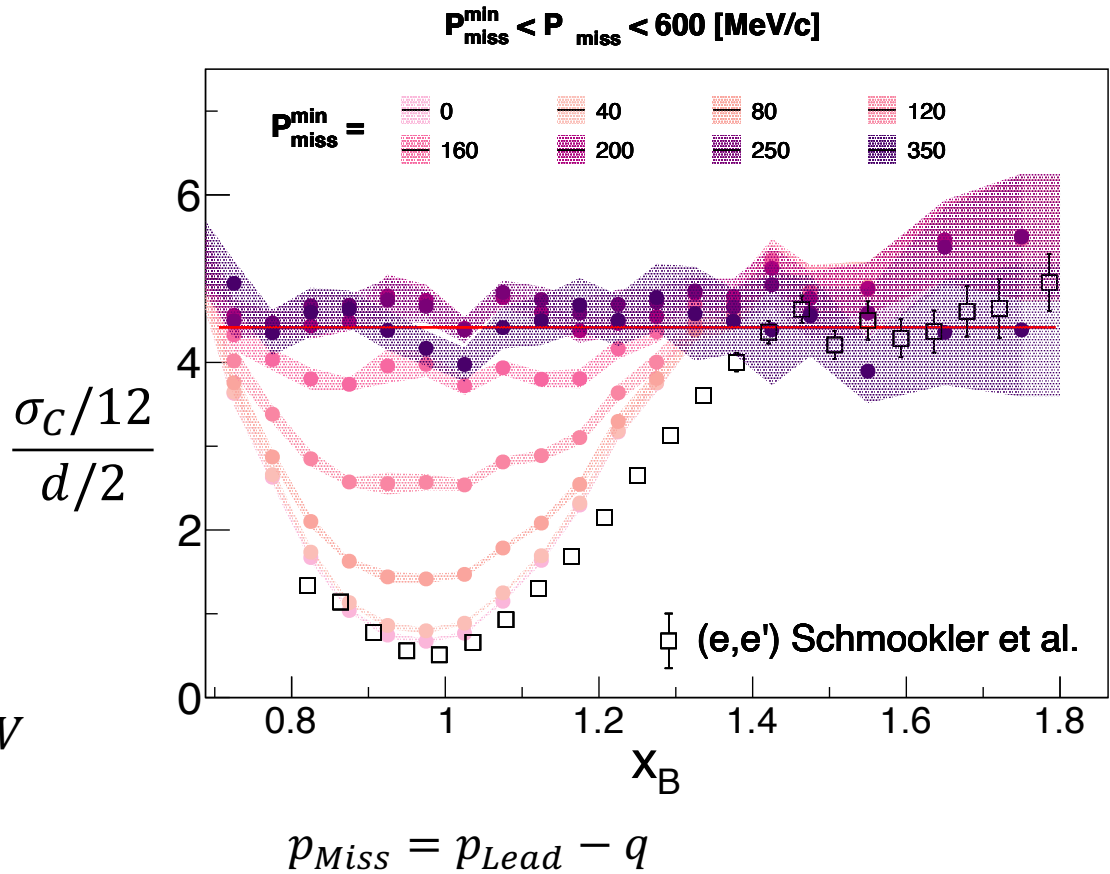 P^min_miss < P_miss < 600 [MeV/c]
P^min_miss = 0 40 80 120
160 200 250 350
6
4
σ_C/12
d/2
2
(e,e') Schmookler et al.
0
0.8 1 1.2 1.4 1.6 1.8
V
x_B
p_Miss = p_Lead − q